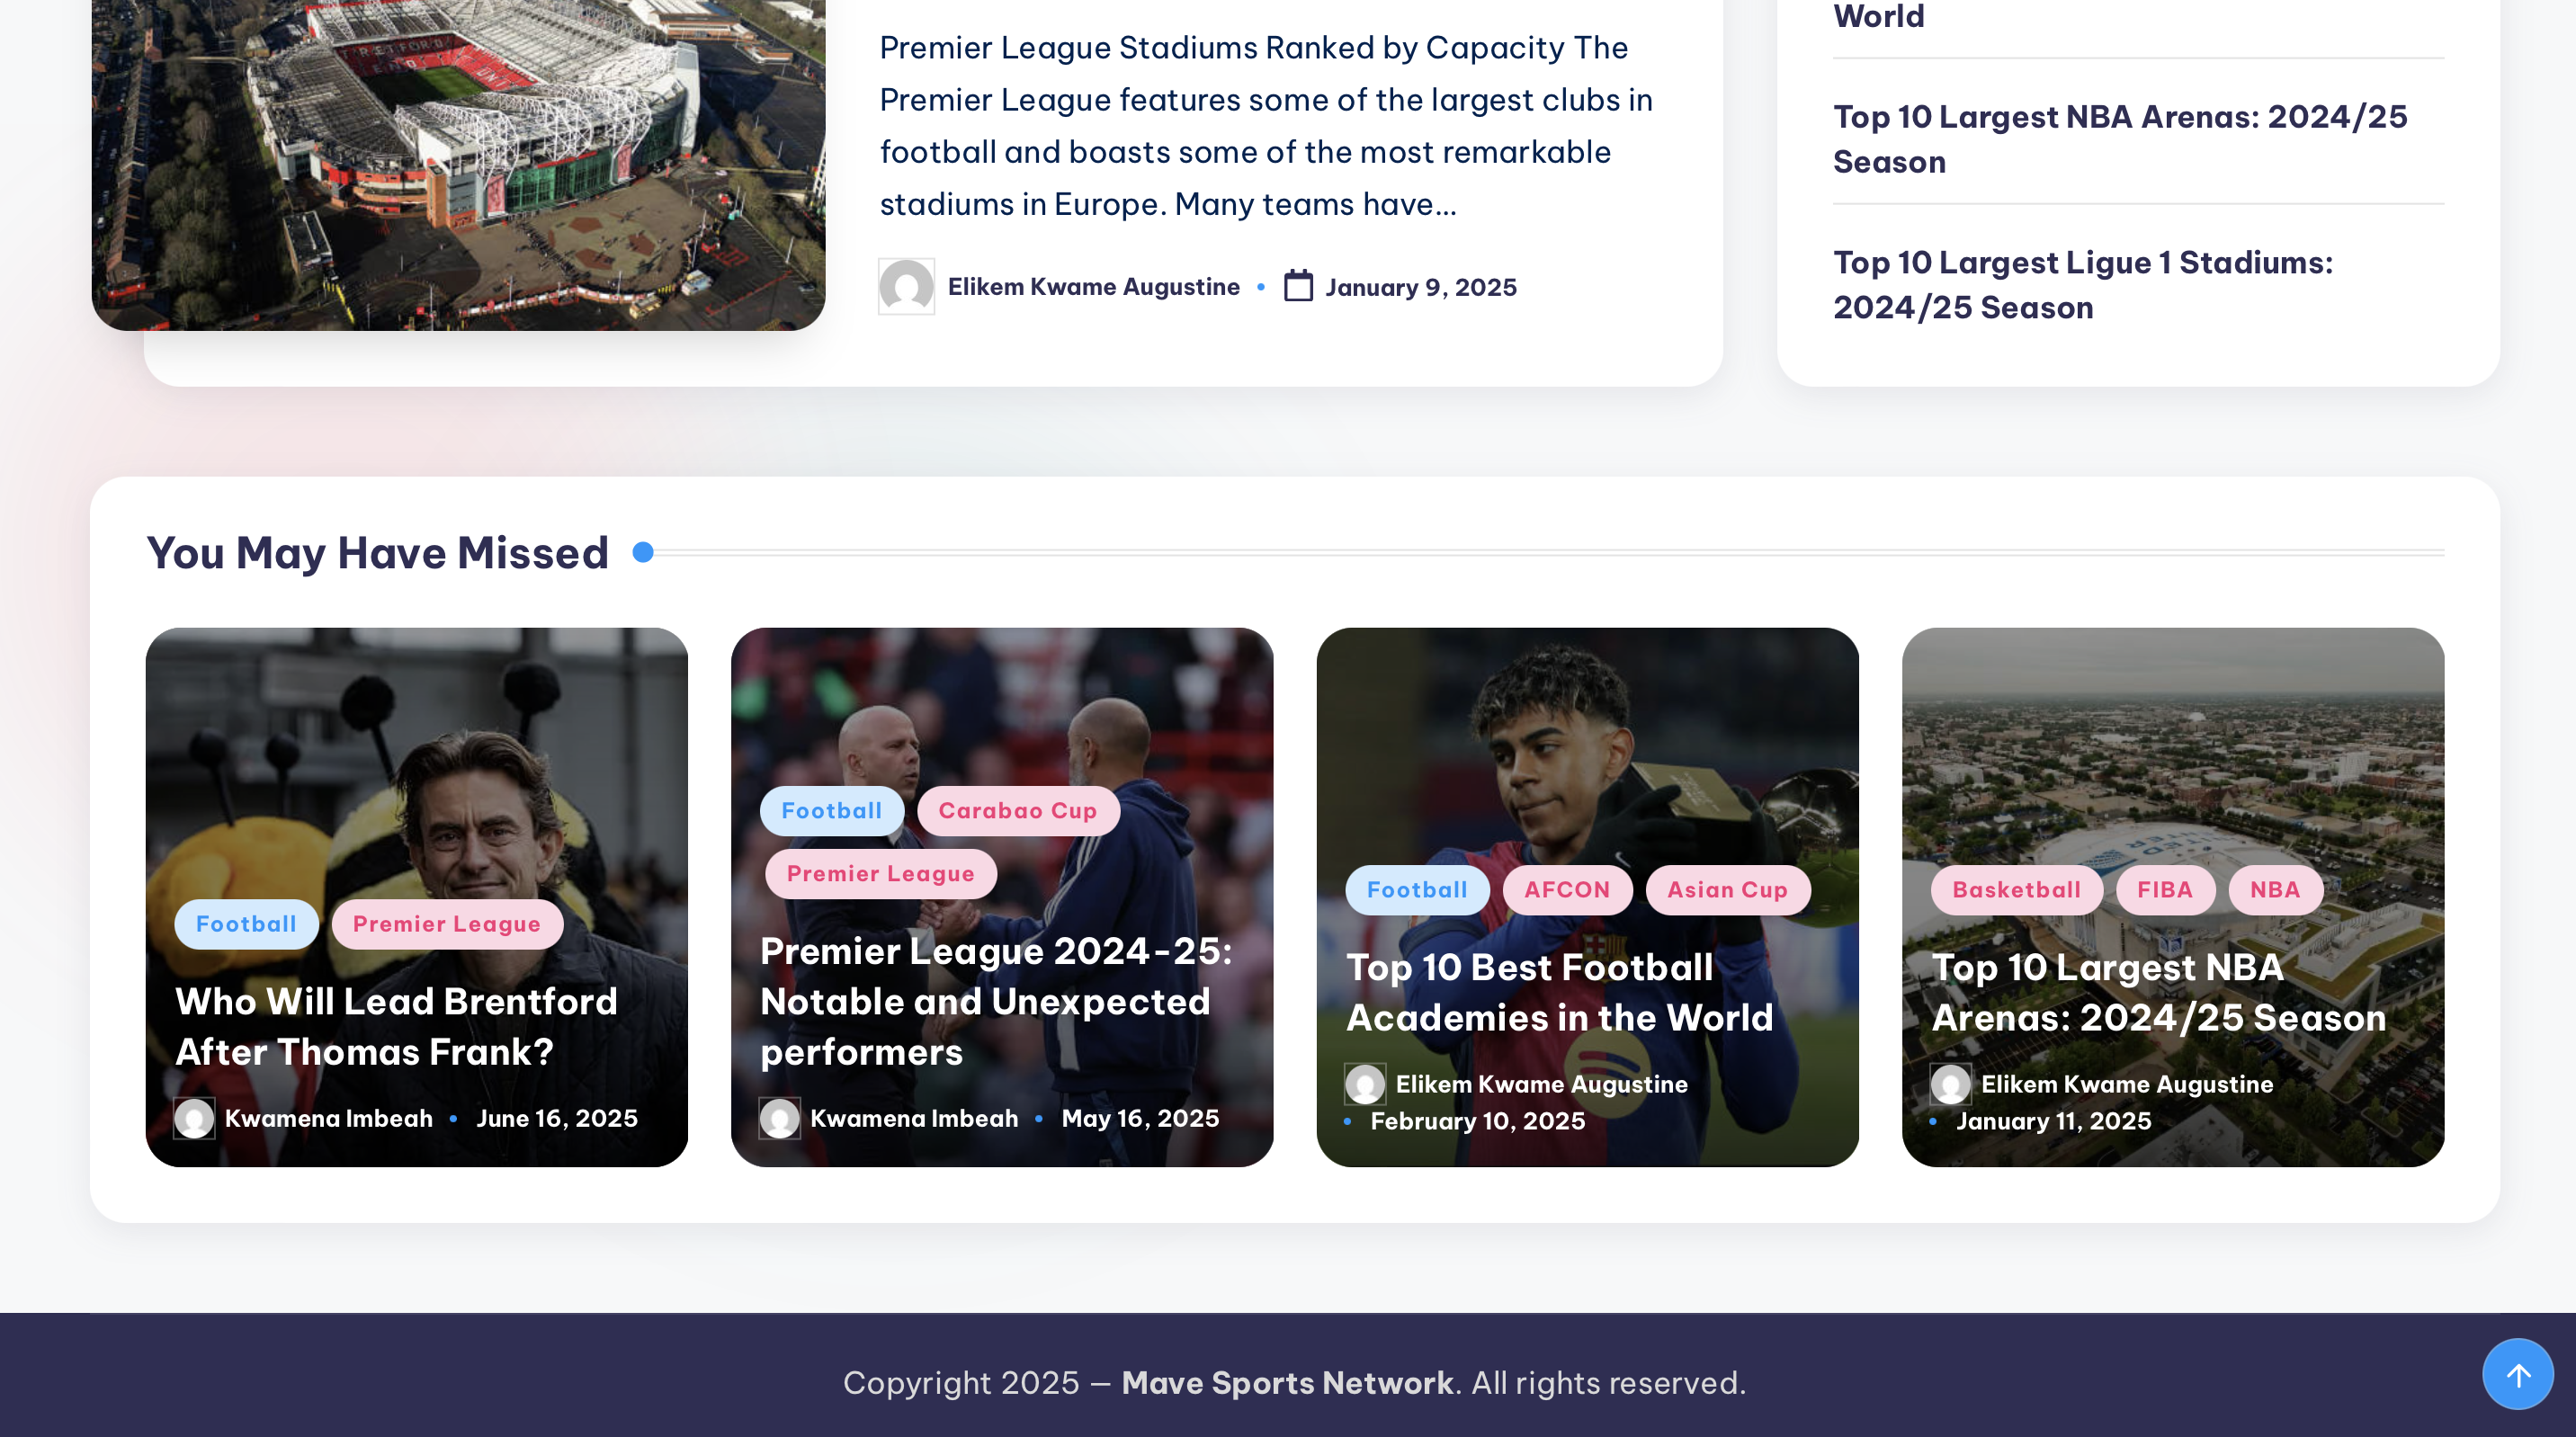 Premier League Stadiums Ranked by Capacity The
Premier League features some of the largest clubs in
football and boasts some of the most remarkable
stadiums in Europe. Many teams have...
Elikem Kwame Augustine • January 9, 2025
World
Top 10 Largest NBA Arenas: 2024/25
Season
Top 10 Largest Ligue 1 Stadiums:
2024/25 Season
You May Have Missed
Football Premier League
Who Will Lead Brentford
After Thomas Frank?
Kwamena Imbeah • June 16, 2025
Football Carabao Cup
Premier League
Premier League 2024-25:
Notable and Unexpected
performers
Kwamena Imbeah • May 16, 2025
Football AFCON Asian Cup
Top 10 Best Football
Academies in the World
Elikem Kwame Augustine
• February 10, 2025
Basketball FIBA NBA
Top 10 Largest NBA
Arenas: 2024/25 Season
Elikem Kwame Augustine
• January 11, 2025
Copyright 2025 — Mave Sports Network. All rights reserved.